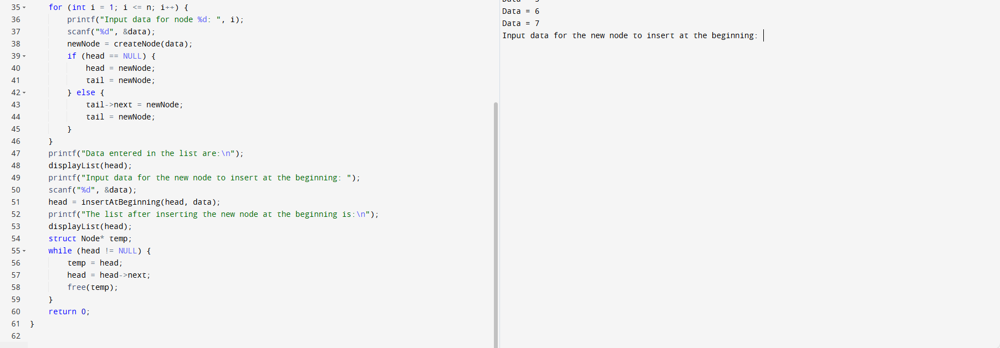 35 for (int i = 1; i <= n; i++) {
36 printf("Input data for node %d: ", i);
37 scanf("%d", &data);
38 newNode = createNode(data);
39 if (head == NULL) {
40 head = newNode;
41 tail = newNode;
42 } else {
43 tail->next = newNode;
44 tail = newNode;
45 }
46 }
47 printf("Data entered in the list are:\n");
48 displayList(head);
49 printf("Input data for the new node to insert at the beginning: ");
50 scanf("%d", &data);
51 head = insertAtBeginning(head, data);
52 printf("The list after inserting the new node at the beginning is:\n");
53 displayList(head);
54 struct Node* temp;
55 while (head != NULL) {
56 temp = head;
57 head = head->next;
58 free(temp);
59 }
60 return 0;
61 }
62
Data = 6
Data = 7
Input data for the new node to insert at the beginning: